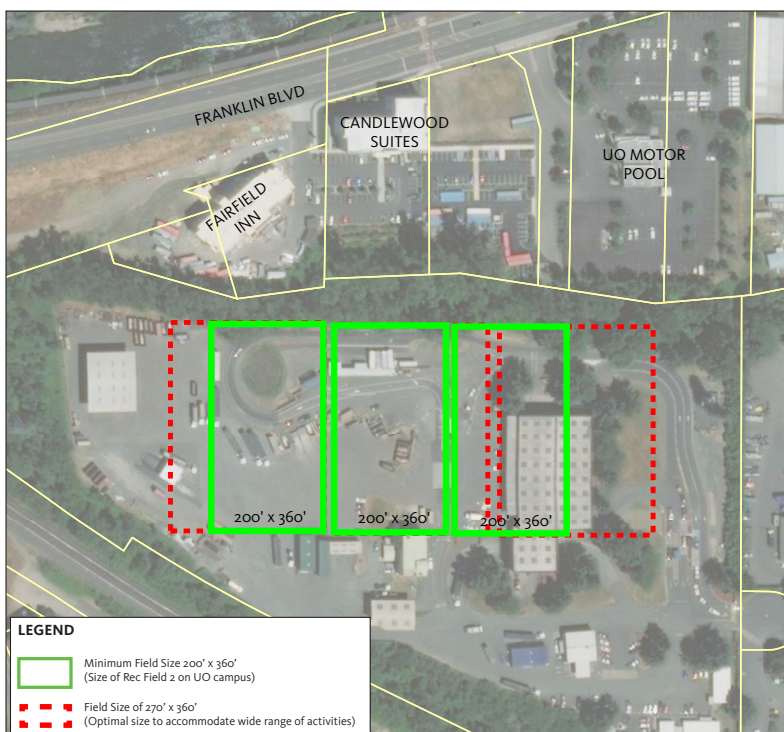 FRANKLIN BLVD
CANDLEWOOD
SUITES
UO MOTOR
POOL
FAIRFIELD
INN
200' x 360'
200' x 360'
200' x 360'
LEGEND
Minimum Field Size 200' x 360'
(Size of Rec Field 2 on UO campus)
Field Size of 270' x 360'
(Optimal size to accommodate wide range of activities)